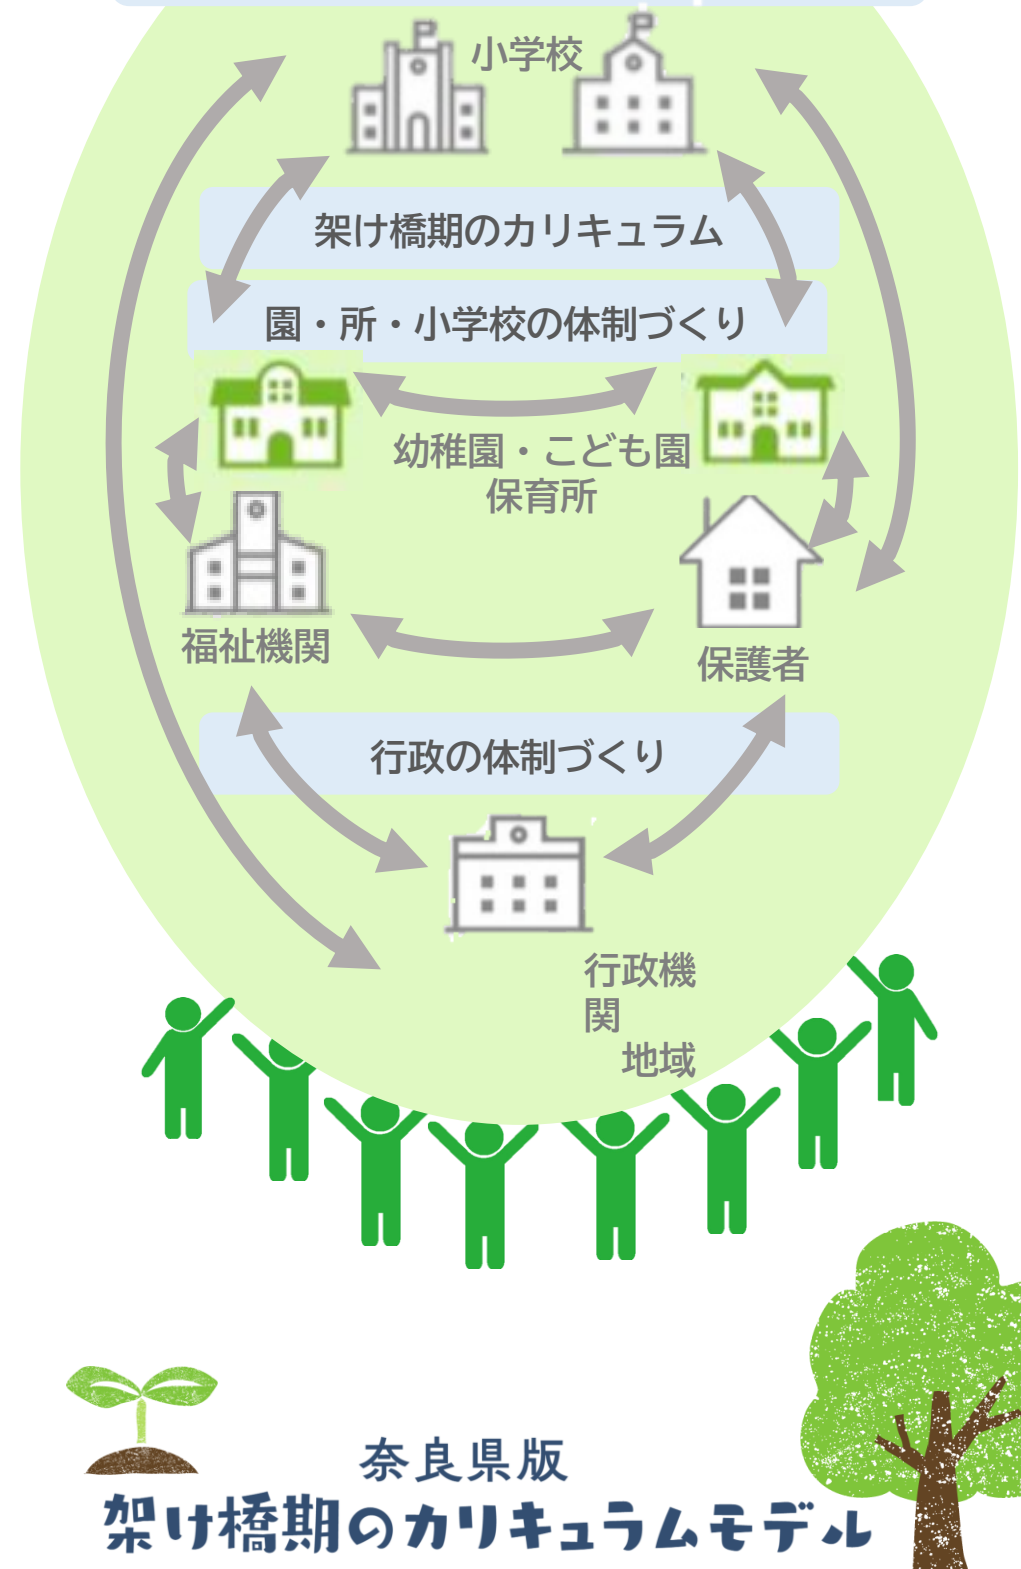 小学校
架け橋期のカリキュラム
園・所・小学校の体制づくり
幼稚園・こども園
保育所
福祉機関
保護者
行政の体制づくり
行政機
関
地域
奈良県版
架け橋期のカリキュラムモデル